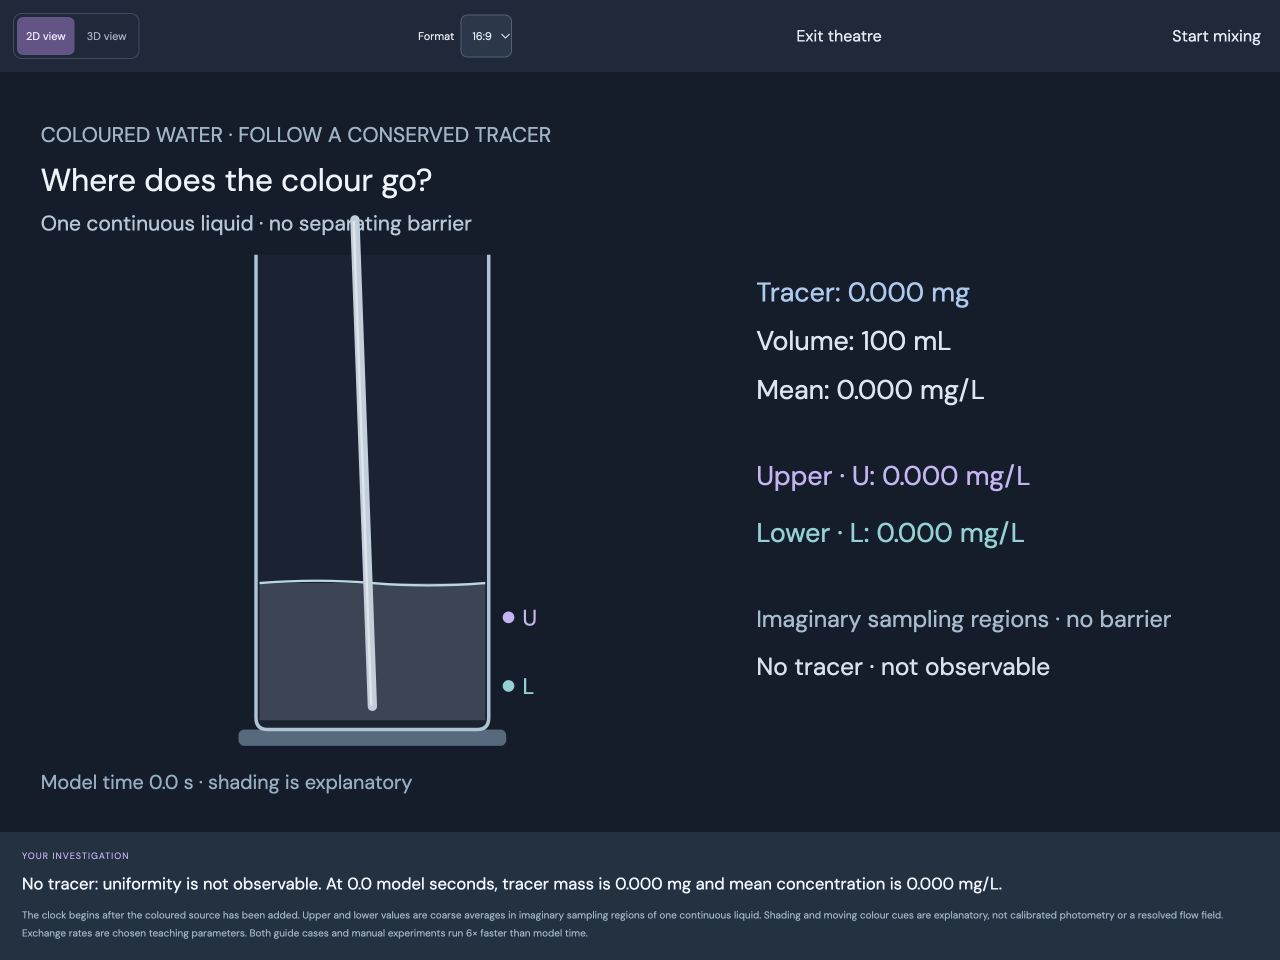 2D view
3D view
Format
16:9
Exit theatre
Start mixing
COLOURED WATER · FOLLOW A CONSERVED TRACER
Where does the colour go?
One continuous liquid · no separating barrier
Tracer: 0.000 mg
Volume: 100 mL
Mean: 0.000 mg/L
Upper · U: 0.000 mg/L
Lower · L: 0.000 mg/L
U
L
Imaginary sampling regions · no barrier
No tracer · not observable
Model time 0.0 s · shading is explanatory
YOUR INVESTIGATION
No tracer: uniformity is not observable. At 0.0 model seconds, tracer mass is 0.000 mg and mean concentration is 0.000 mg/L.
The clock begins after the coloured source has been added. Upper and lower values are coarse averages in imaginary sampling regions of one continuous liquid. Shading and moving colour cues are explanatory, not calibrated photometry or a resolved flow field.
Exchange rates are chosen teaching parameters. Both guide cases and manual experiments run 6× faster than model time.